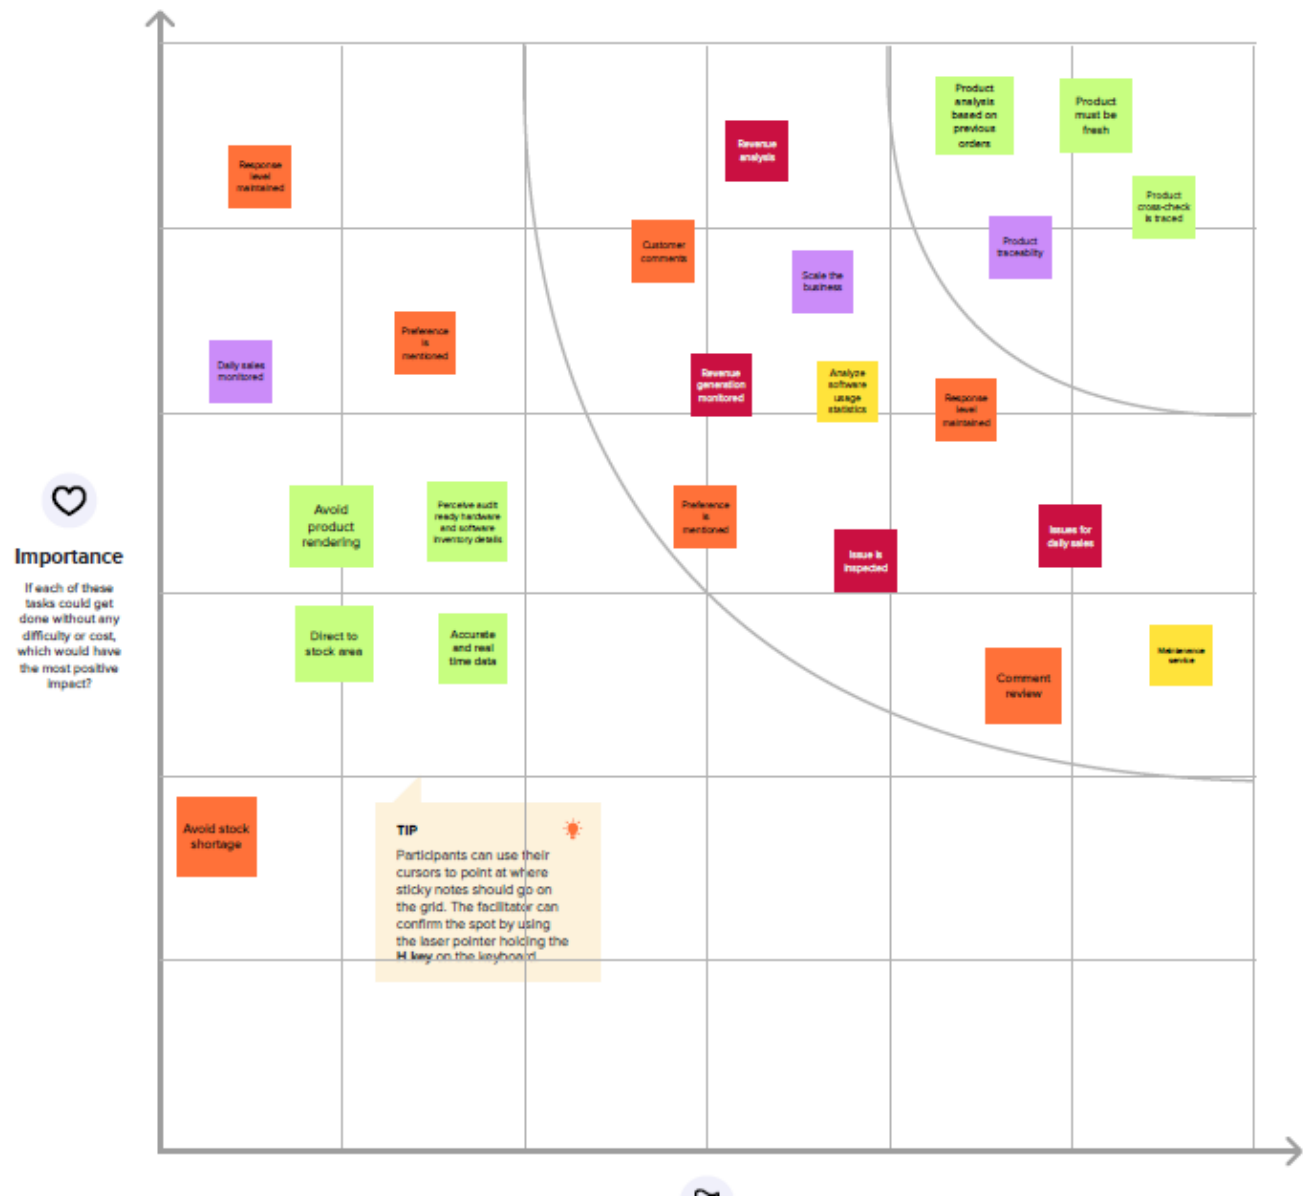 Product
analysis
based on
previous
orders
Product
must be
fresh
Revenue
analysis
Response
level
maintained
Product
cross-check
is traced
Customer
comments
Product
traceability
Scale the
business
Preference
is
mentioned
Daily sales
monitored
Revenue
generation
monitored
Analyze
software
usage
statistics
Response
level
maintained
Importance
If each of these
tasks could get
done without any
difficulty or cost,
which would have
the most positive
impact?
Avoid
product
rendering
Perceive audit
ready hardware
and software
inventory details
Preference
is
mentioned
Issue is
inspected
Issues for
daily sales
Direct to
stock area
Accurate
and real
time data
Comment
review
Maintenance
service
Avoid stock
shortage
TIP
Participants can use their
cursors to point at where
sticky notes should go on
the grid. The facilitator can
confirm the spot by using
the laser pointer holding the
H key on the keyboard.